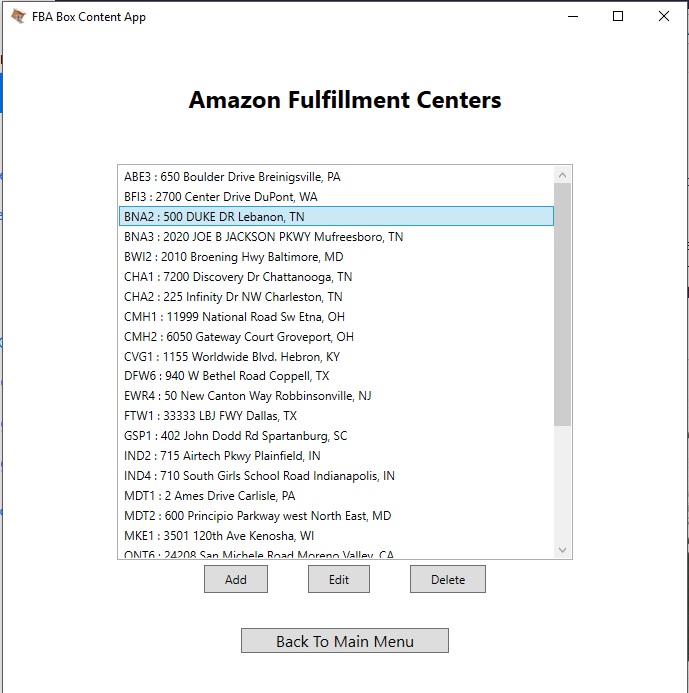 FBA Box Content App
Amazon Fulfillment Centers
ABE3 : 650 Boulder Drive Breinigsville, PA
BFI3 : 2700 Center Drive DuPont, WA
BNA2 : 500 DUKE DR Lebanon, TN
BNA3 : 2020 JOE B JACKSON PKWY Mufreesboro, TN
BWI2 : 2010 Broening Hwy Baltimore, MD
CHA1 : 7200 Discovery Dr Chattanooga, TN
CHA2 : 225 Infinity Dr NW Charleston, TN
CMH1 : 11999 National Road Sw Etna, OH
CMH2 : 6050 Gateway Court Groveport, OH
CVG1 : 1155 Worldwide Blvd. Hebron, KY
DFW6 : 940 W Bethel Road Coppell, TX
EWR4 : 50 New Canton Way Robbinsonville, NJ
FTW1 : 33333 LBJ FWY Dallas, TX
GSP1 : 402 John Dodd Rd Spartanburg, SC
IND2 : 715 Airtech Pkwy Plainfield, IN
IND4 : 710 South Girls School Road Indianapolis, IN
MDT1 : 2 Ames Drive Carlisle, PA
MDT2 : 600 Principio Parkway west North East, MD
MKE1 : 3501 120th Ave Kenosha, WI
ONT6 : 24208 San Michele Road Moreno Valley, CA
Add Edit Delete
Back To Main Menu